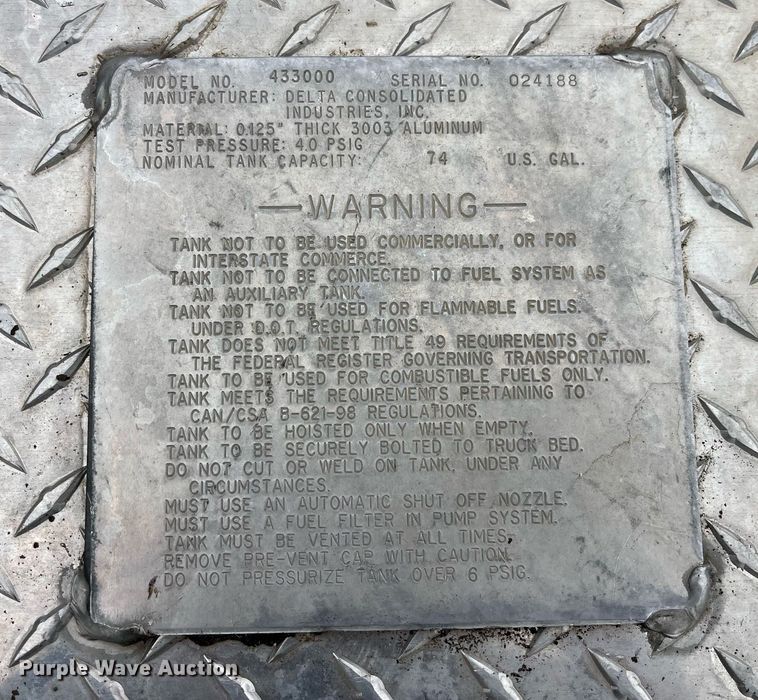 MODEL NO. 433000 SERIAL NO. 024188
MANUFACTURER: DELTA CONSOLIDATED
INDUSTRIES, INC.
MATERIAL: 0.125" THICK 3003 ALUMINUM
TEST PRESSURE: 4.0 PSIG
NOMINAL TANK CAPACITY: 74 U.S. GAL.
—WARNING—
TANK NOT TO BE USED COMMERCIALLY, OR FOR
INTERSTATE COMMERCE.
TANK NOT TO BE CONNECTED TO FUEL SYSTEM AS
AN AUXILIARY TANK.
TANK NOT TO BE USED FOR FLAMMABLE FUELS.
UNDER D.O.T. REGULATIONS.
TANK DOES NOT MEET TITLE 49 REQUIREMENTS OF
THE FEDERAL REGISTER GOVERNING TRANSPORTATION.
TANK TO BE USED FOR COMBUSTIBLE FUELS ONLY.
TANK MEETS THE REQUIREMENTS PERTAINING TO
CAN/CSA B-621-98 REGULATIONS.
TANK TO BE HOISTED ONLY WHEN EMPTY.
TANK TO BE SECURELY BOLTED TO TRUCK BED.
DO NOT CUT OR WELD ON TANK, UNDER ANY
CIRCUMSTANCES.
MUST USE AN AUTOMATIC SHUT OFF NOZZLE.
MUST USE A FUEL FILTER IN PUMP SYSTEM.
TANK MUST BE VENTED AT ALL TIMES.
REMOVE PRE-VENT CAP WITH CAUTION.
DO NOT PRESSURIZE TANK OVER 6 PSIG.
Purple Wave Auction